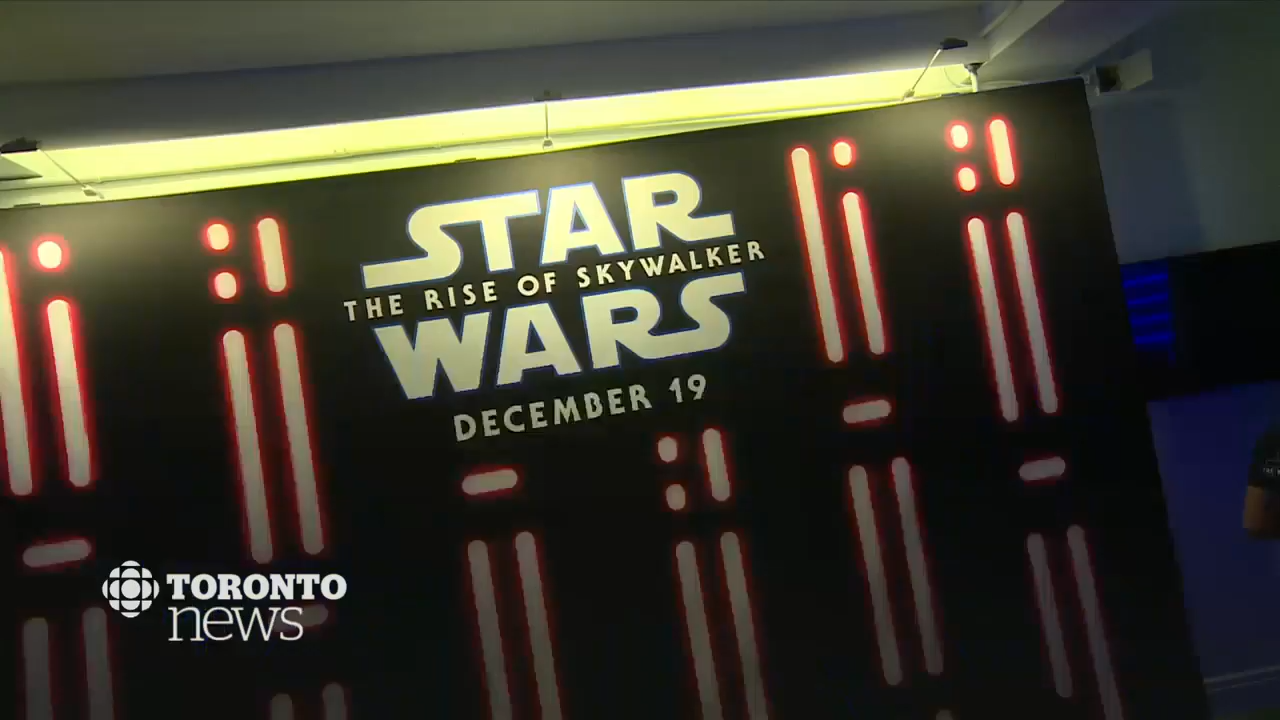 STAR
THE RISE OF SKYWALKER
WARS
DECEMBER 19
TORONTO
news